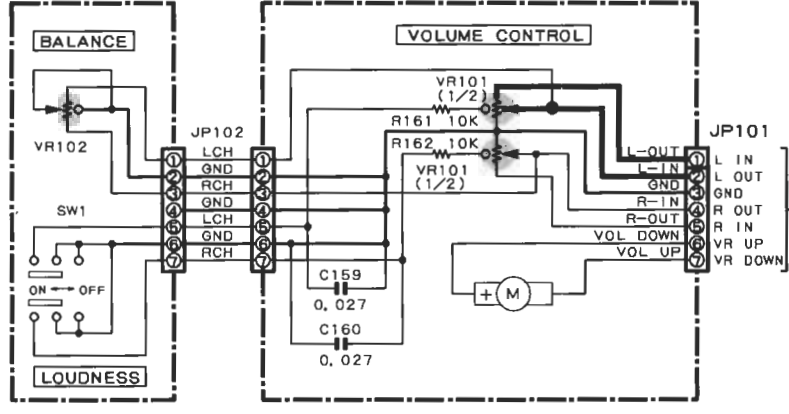 BALANCE
VOLUME CONTROL
VR101
(1/2)
VR102
JP102
R161 10K
JP101
R162 10K
VR101
(1/2)
LCH
GND
RCH
GND
LCH
GND
RCH
1
2
3
4
5
6
7
1
2
3
4
5
6
7
L-OUT
L-IN
GND
R-IN
R-OUT
VOL DOWN
VOL UP
1
3
4
5
6
7
L IN
L OUT
GND
R OUT
R IN
VR UP
VR DOWN
SW1
ON ↔ OFF
C159
0.027
+ M
C160
0.027
LOUDNESS